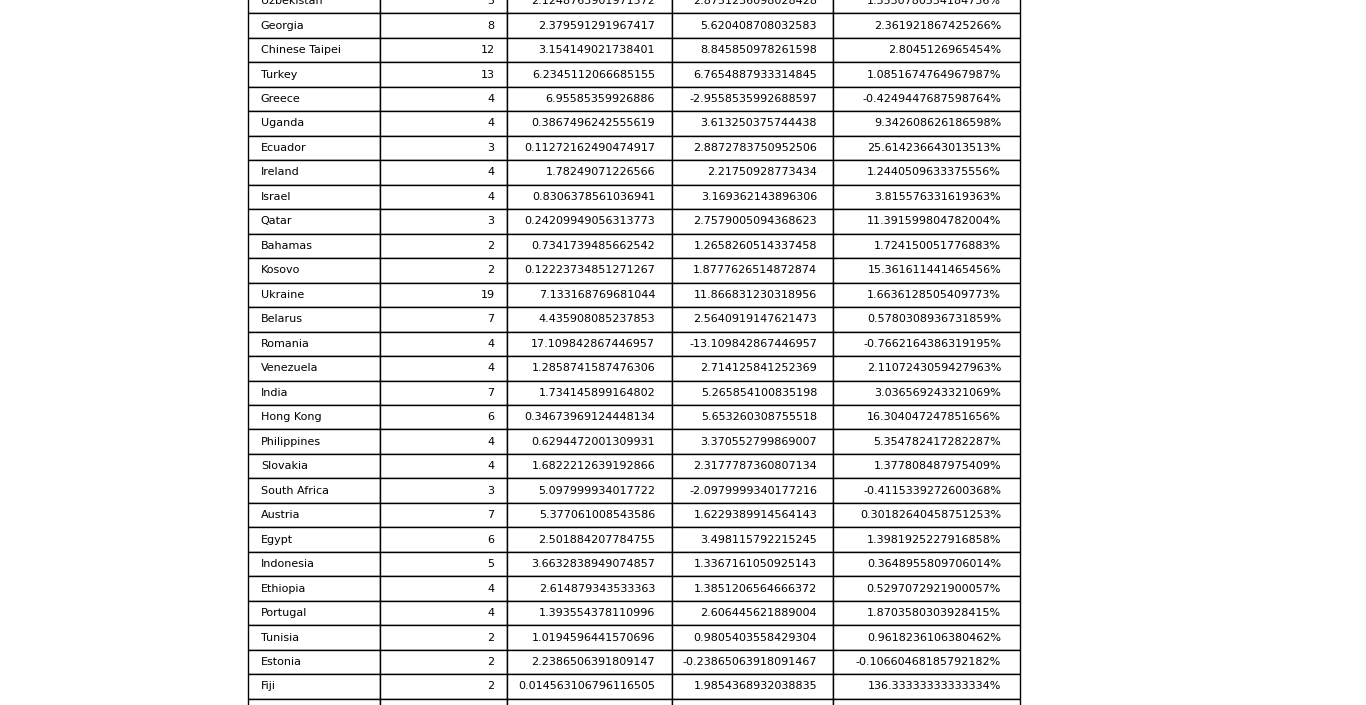 Uzbekistan 5
Georgia 8 2.379591291967417 5.620408708032583 2.361921867425266%
Chinese Taipei 12 3.154149021738401 8.845850978261598 2.8045126965454%
Turkey 13 6.2345112066685155 6.7654887933314845 1.0851674764967987%
Greece 4 6.95585359926886 -2.9558535992688597 -0.4249447687598764%
Uganda 4 0.3867496242555619 3.613250375744438 9.342608626186598%
Ecuador 3 0.11272162490474917 2.8872783750952506 25.614236643013513%
Ireland 4 1.78249071226566 2.21750928773434 1.2440509633375556%
Israel 4 0.8306378561036941 3.169362143896306 3.815576331619363%
Qatar 3 0.24209949056313773 2.7579005094368623 11.391599804782004%
Bahamas 2 0.7341739485662542 1.2658260514337458 1.724150051776883%
Kosovo 2 0.12223734851271267 1.8777626514872874 15.361611441465456%
Ukraine 19 7.133168769681044 11.866831230318956 1.6636128505409773%
Belarus 7 4.435908085237853 2.5640919147621473 0.5780308936731859%
Romania 4 17.109842867446957 -13.109842867446957 -0.7662164386319195%
Venezuela 4 1.2858741587476306 2.714125841252369 2.1107243059427963%
India 7 1.734145899164802 5.265854100835198 3.036569243321069%
Hong Kong 6 0.34673969124448134 5.653260308755518 16.304047247851656%
Philippines 4 0.6294472001309931 3.370552799869007 5.354782417282287%
Slovakia 4 1.6822212639192866 2.3177787360807134 1.377808487975409%
South Africa 3 5.097999934017722 -2.0979999340177216 -0.4115339272600368%
Austria 7 5.377061008543586 1.6229389914564143 0.30182640458751253%
Egypt 6 2.501884207784755 3.498115792215245 1.3981925227916858%
Indonesia 5 3.6632838949074857 1.3367161050925143 0.3648955809706014%
Ethiopia 4 2.614879343533363 1.3851206564666372 0.5297072921900057%
Portugal 4 1.393554378110996 2.606445621889004 1.8703580303928415%
Tunisia 2 1.0194596441570696 0.9805403558429304 0.9618236106380462%
Estonia 2 2.2386506391809147 -0.23865063918091467 -0.10660468185792182%
Fiji 2 0.014563106796116505 1.9854368932038835 136.33333333333334%